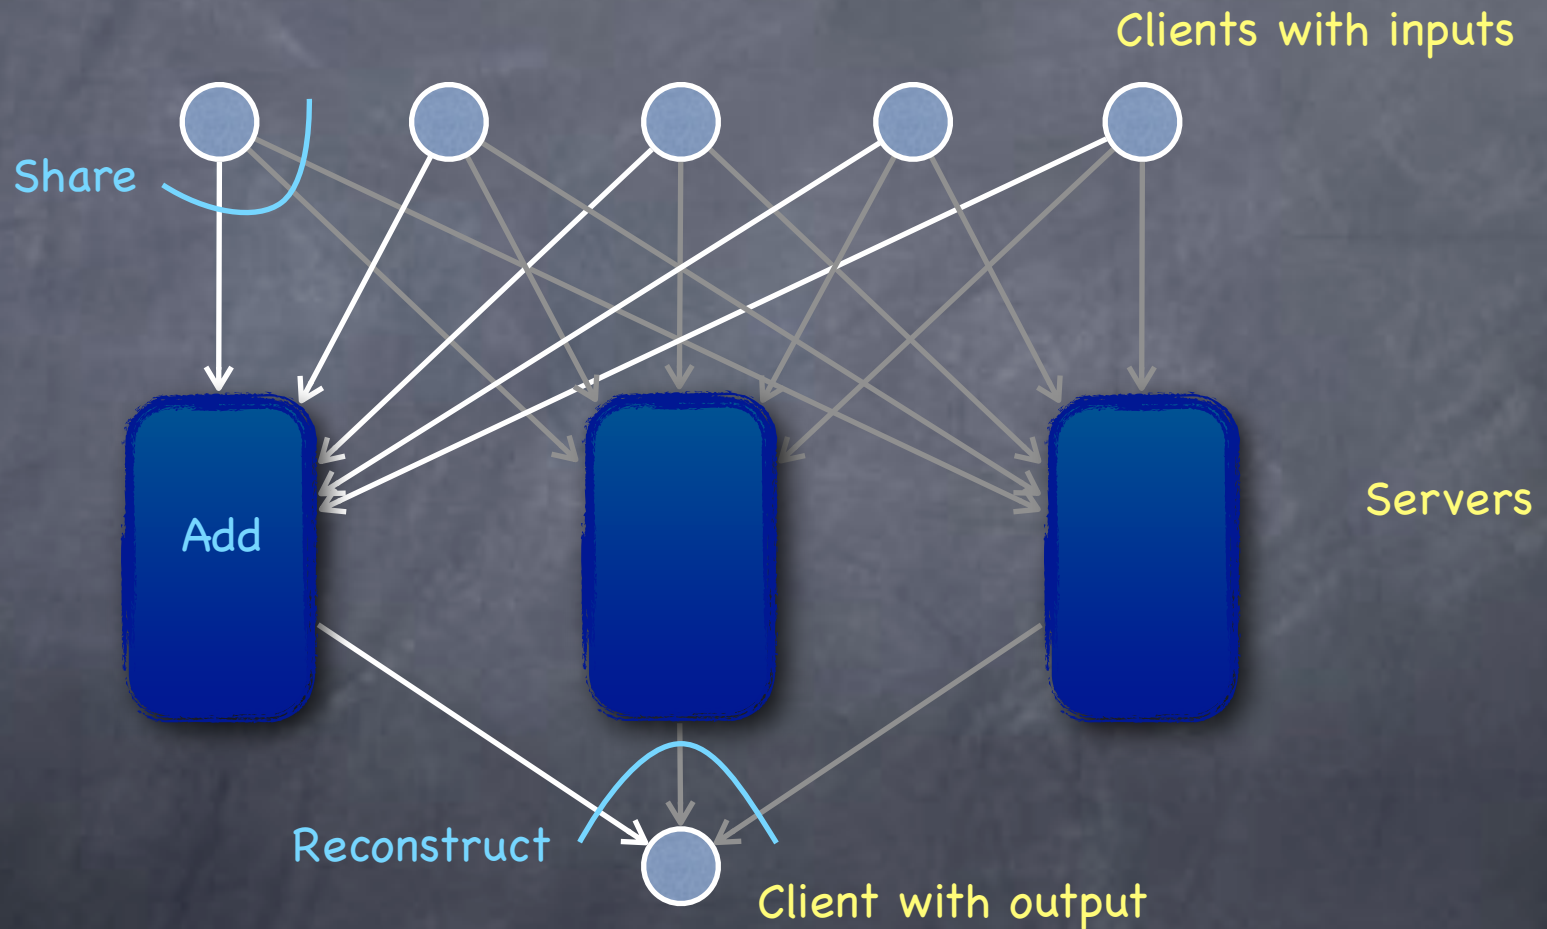 Clients with inputs
Share
Servers
Add
Reconstruct
Client with output